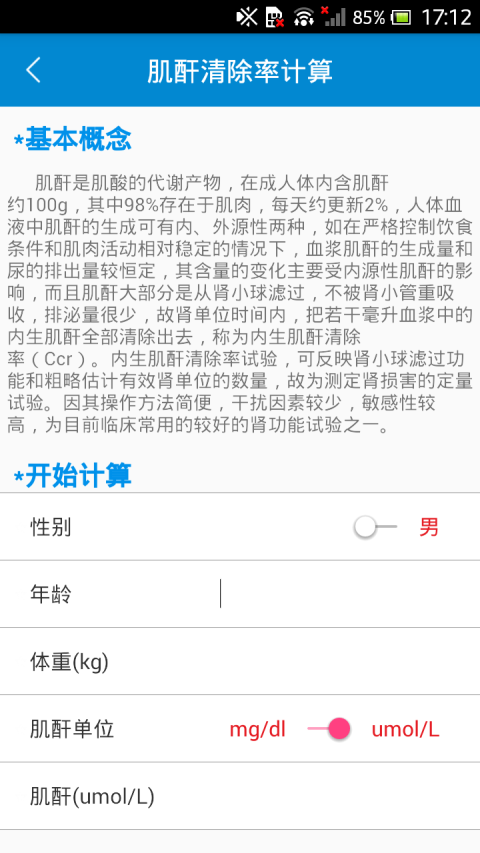 85% 17:12
肌酐清除率计算
*基本概念
肌酐是肌酸的代谢产物，在成人体内含肌酐
约100g，其中98%存在于肌肉，每天约更新2%，人体血
液中肌酐的生成可有内、外源性两种，如在严格控制饮食
条件和肌肉活动相对稳定的情况下，血浆肌酐的生成量和
尿的排出量较恒定，其含量的变化主要受内源性肌酐的影
响，而且肌酐大部分是从肾小球滤过，不被肾小管重吸
收，排泌量很少，故肾单位时间内，把若干毫升血浆中的
内生肌酐全部清除出去，称为内生肌酐清除
率（Ccr）。内生肌酐清除率试验，可反映肾小球滤过功
能和粗略估计有效肾单位的数量，故为测定肾损害的定量
试验。因其操作方法简便，干扰因素较少，敏感性较
高，为目前临床常用的较好的肾功能试验之一。
*开始计算
性别 男
年龄
体重(kg)
肌酐单位 mg/dl umol/L
肌酐(umol/L)